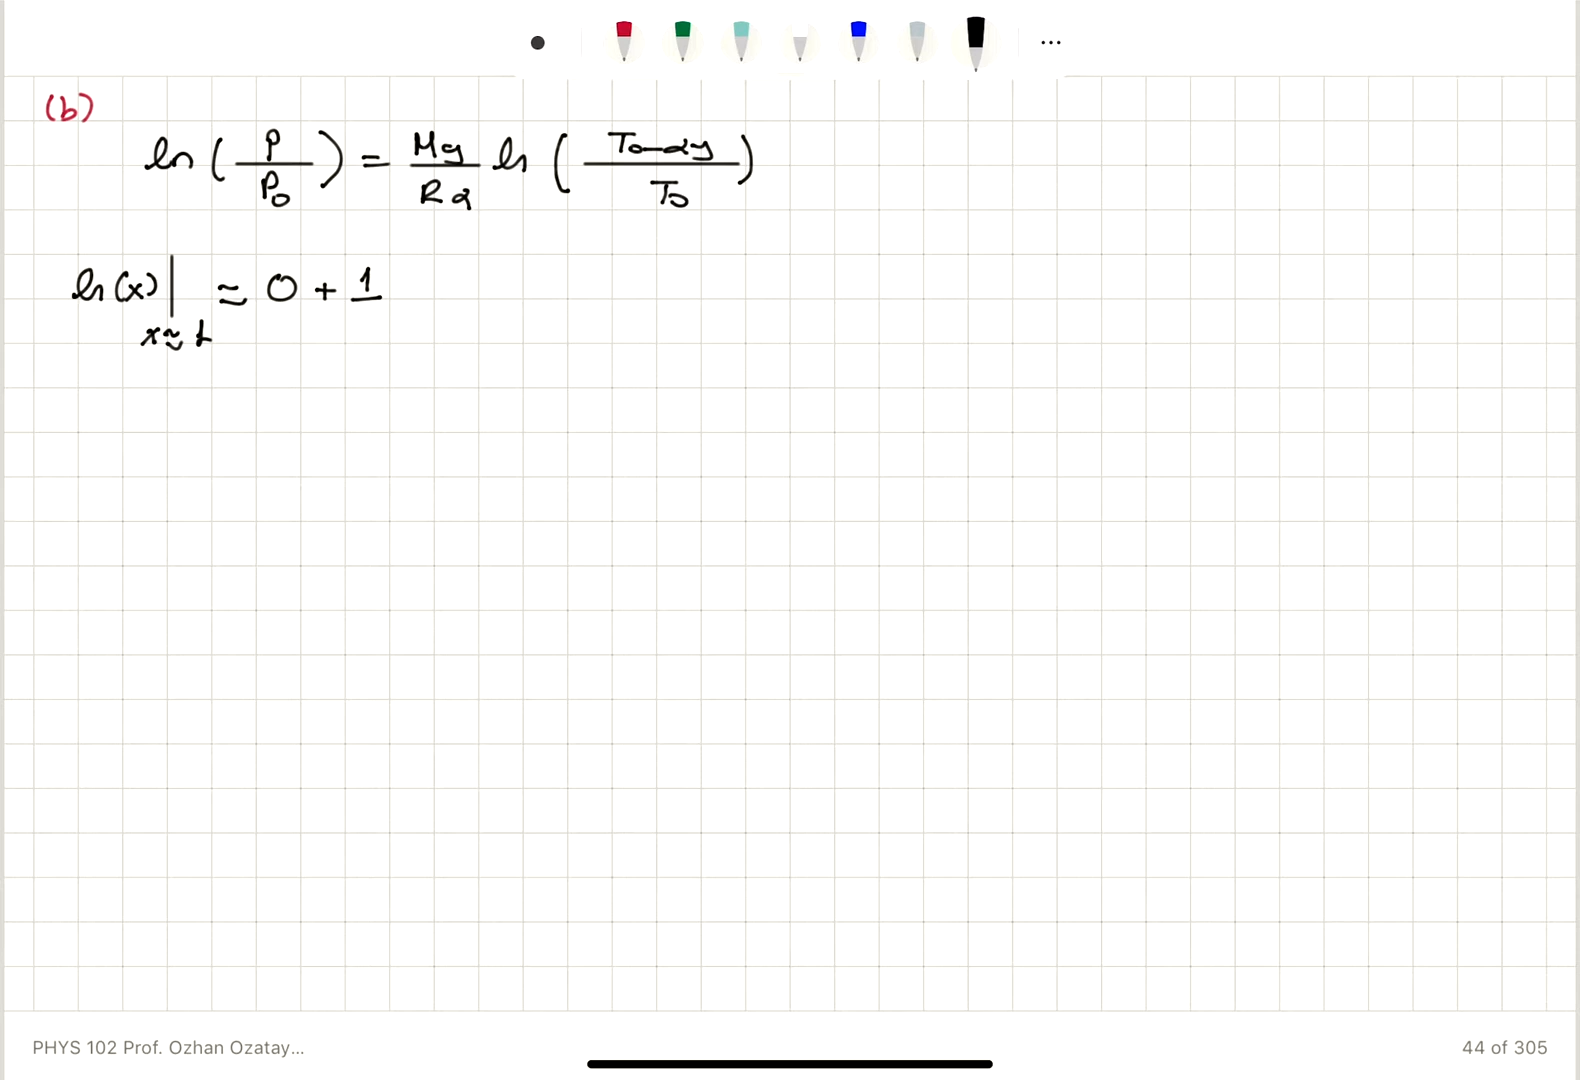 (b)
ln ( P / P₀ ) = Mg / Rα ln ( T₀-αy / T₀ )
ln(x)| x≈1 ≈ 0 + 1
PHYS 102 Prof. Ozhan Ozatay...
44 of 305